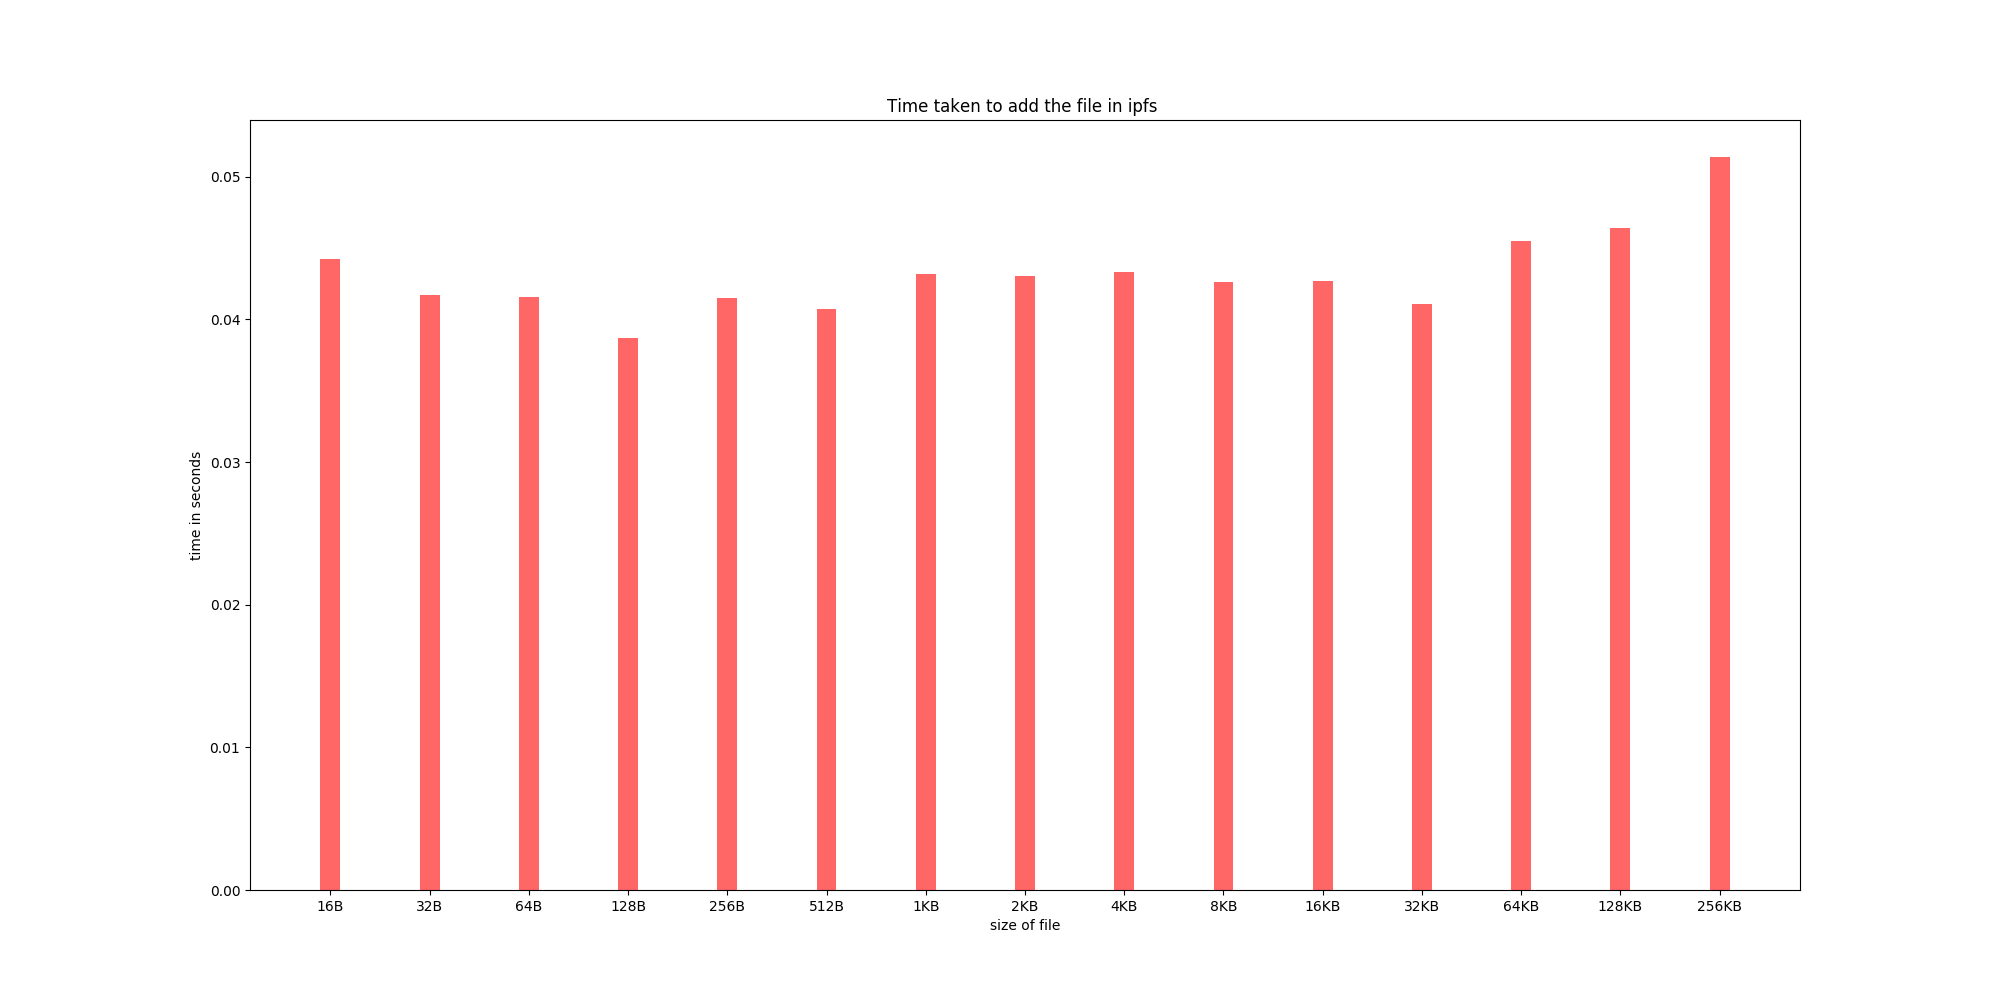 Time taken to add the file in ipfs
time in seconds
0.05
0.04
0.03
0.02
0.01
0.00
16B 32B 64B 128B 256B 512B 1KB 2KB 4KB 8KB 16KB 32KB 64KB 128KB 256KB
size of file